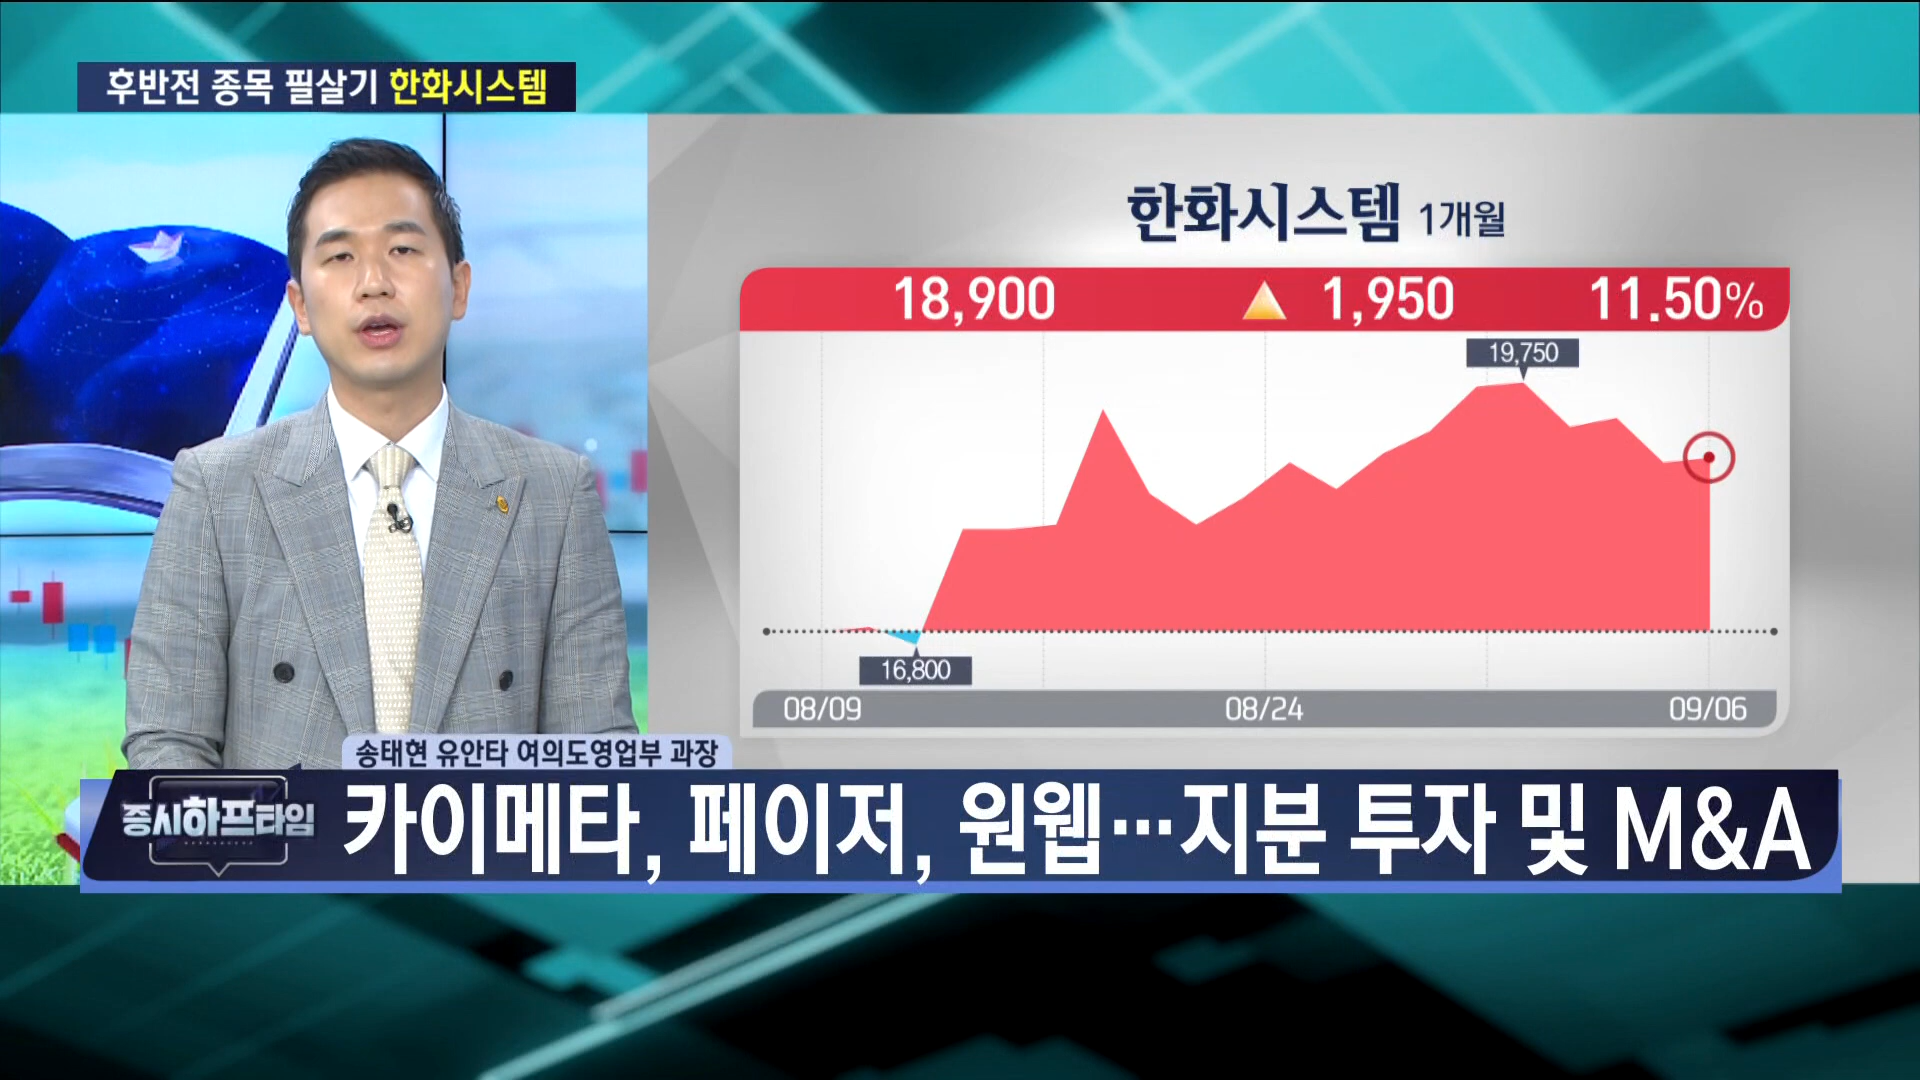 후반전 종목 필살기 한화시스템
한화시스템 1개월
18,900 ▲ 1,950 11.50%
19,750
16,800
08/09 08/24 09/06
송태현 유안타 여의도영업부 과장
증시하프타임
카이메타, 페이저, 원웹…지분 투자 및 M&A